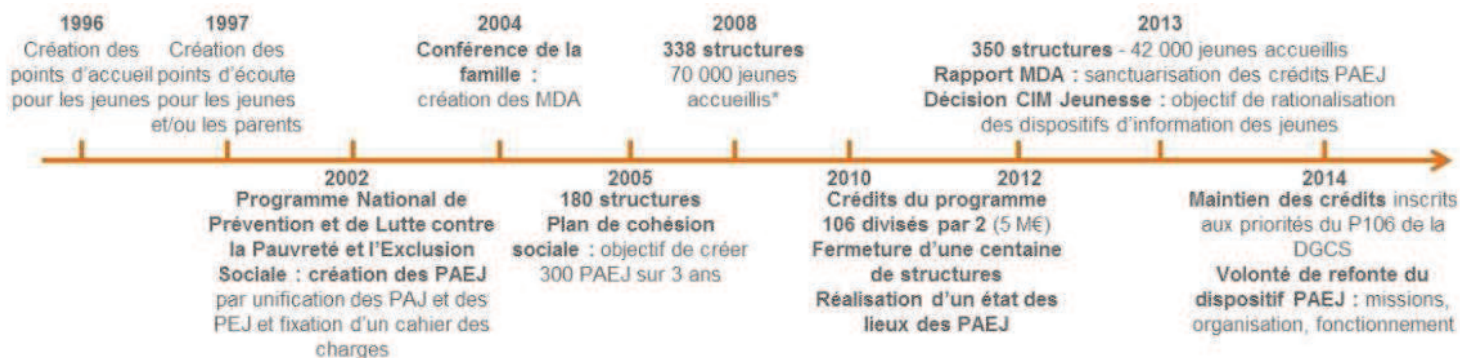 1996
Création des
points d'accueil
pour les jeunes
1997
Création des
points d'écoute
pour les jeunes
et/ou les parents
2002
Programme National de
Prévention et de Lutte contre
la Pauvreté et l'Exclusion
Sociale : création des PAEJ
par unification des PAJ et des
PEJ et fixation d'un cahier des
charges
2004
Conférence de la
famille :
création des MDA
2005
180 structures
Plan de cohésion
sociale : objectif de créer
300 PAEJ sur 3 ans
2008
338 structures
70 000 jeunes
accueillis*
2010 2012
Crédits du programme
106 divisés par 2 (5 M€)
Fermeture d'une centaine
de structures
Réalisation d'un état des
lieux des PAEJ
2013
350 structures - 42 000 jeunes accueillis
Rapport MDA : sanctuarisation des crédits PAEJ
Décision CIM Jeunesse : objectif de rationalisation
des dispositifs d'information des jeunes
2014
Maintien des crédits inscrits
aux priorités du P106 de la
DGCS
Volonté de refonte du
dispositif PAEJ : missions,
organisation, fonctionnement